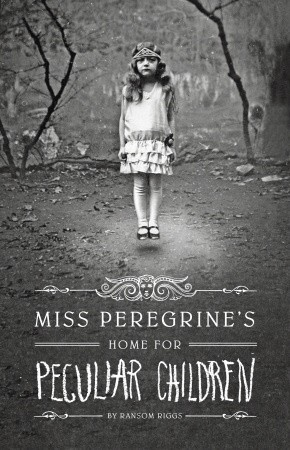 MISS PEREGRINE'S
HOME FOR
PECULIAR CHILDREN
BY RANSOM RIGGS